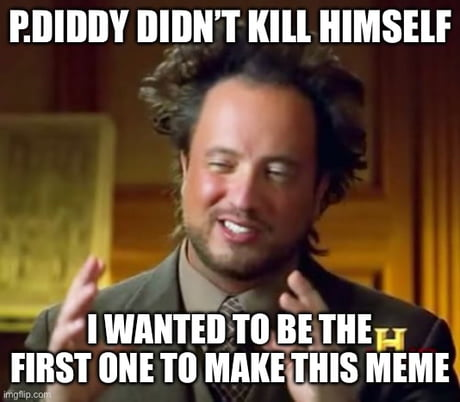 P.DIDDY DIDN'T KILL HIMSELF
H
I WANTED TO BE THE
FIRST ONE TO MAKE THIS MEME
imgflip.com